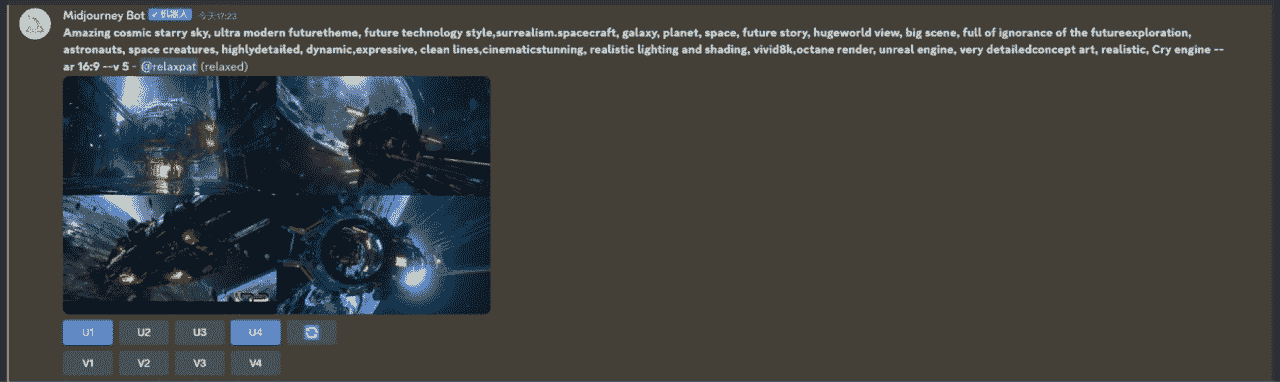 Midjourney Bot ✓ 机器人 今天17:23
Amazing cosmic starry sky, ultra modern futuretheme, future technology style,surrealism.spacecraft, galaxy, planet, space, future story, hugeworld view, big scene, full of ignorance of the futureexploration,
astronauts, space creatures, highlydetailed, dynamic,expressive, clean lines,cinematicstunning, realistic lighting and shading, vivid8k,octane render, unreal engine, very detailedconcept art, realistic, Cry engine --
ar 16:9 --v 5 - @relaxpat (relaxed)
U1 U2 U3 U4
V1 V2 V3 V4